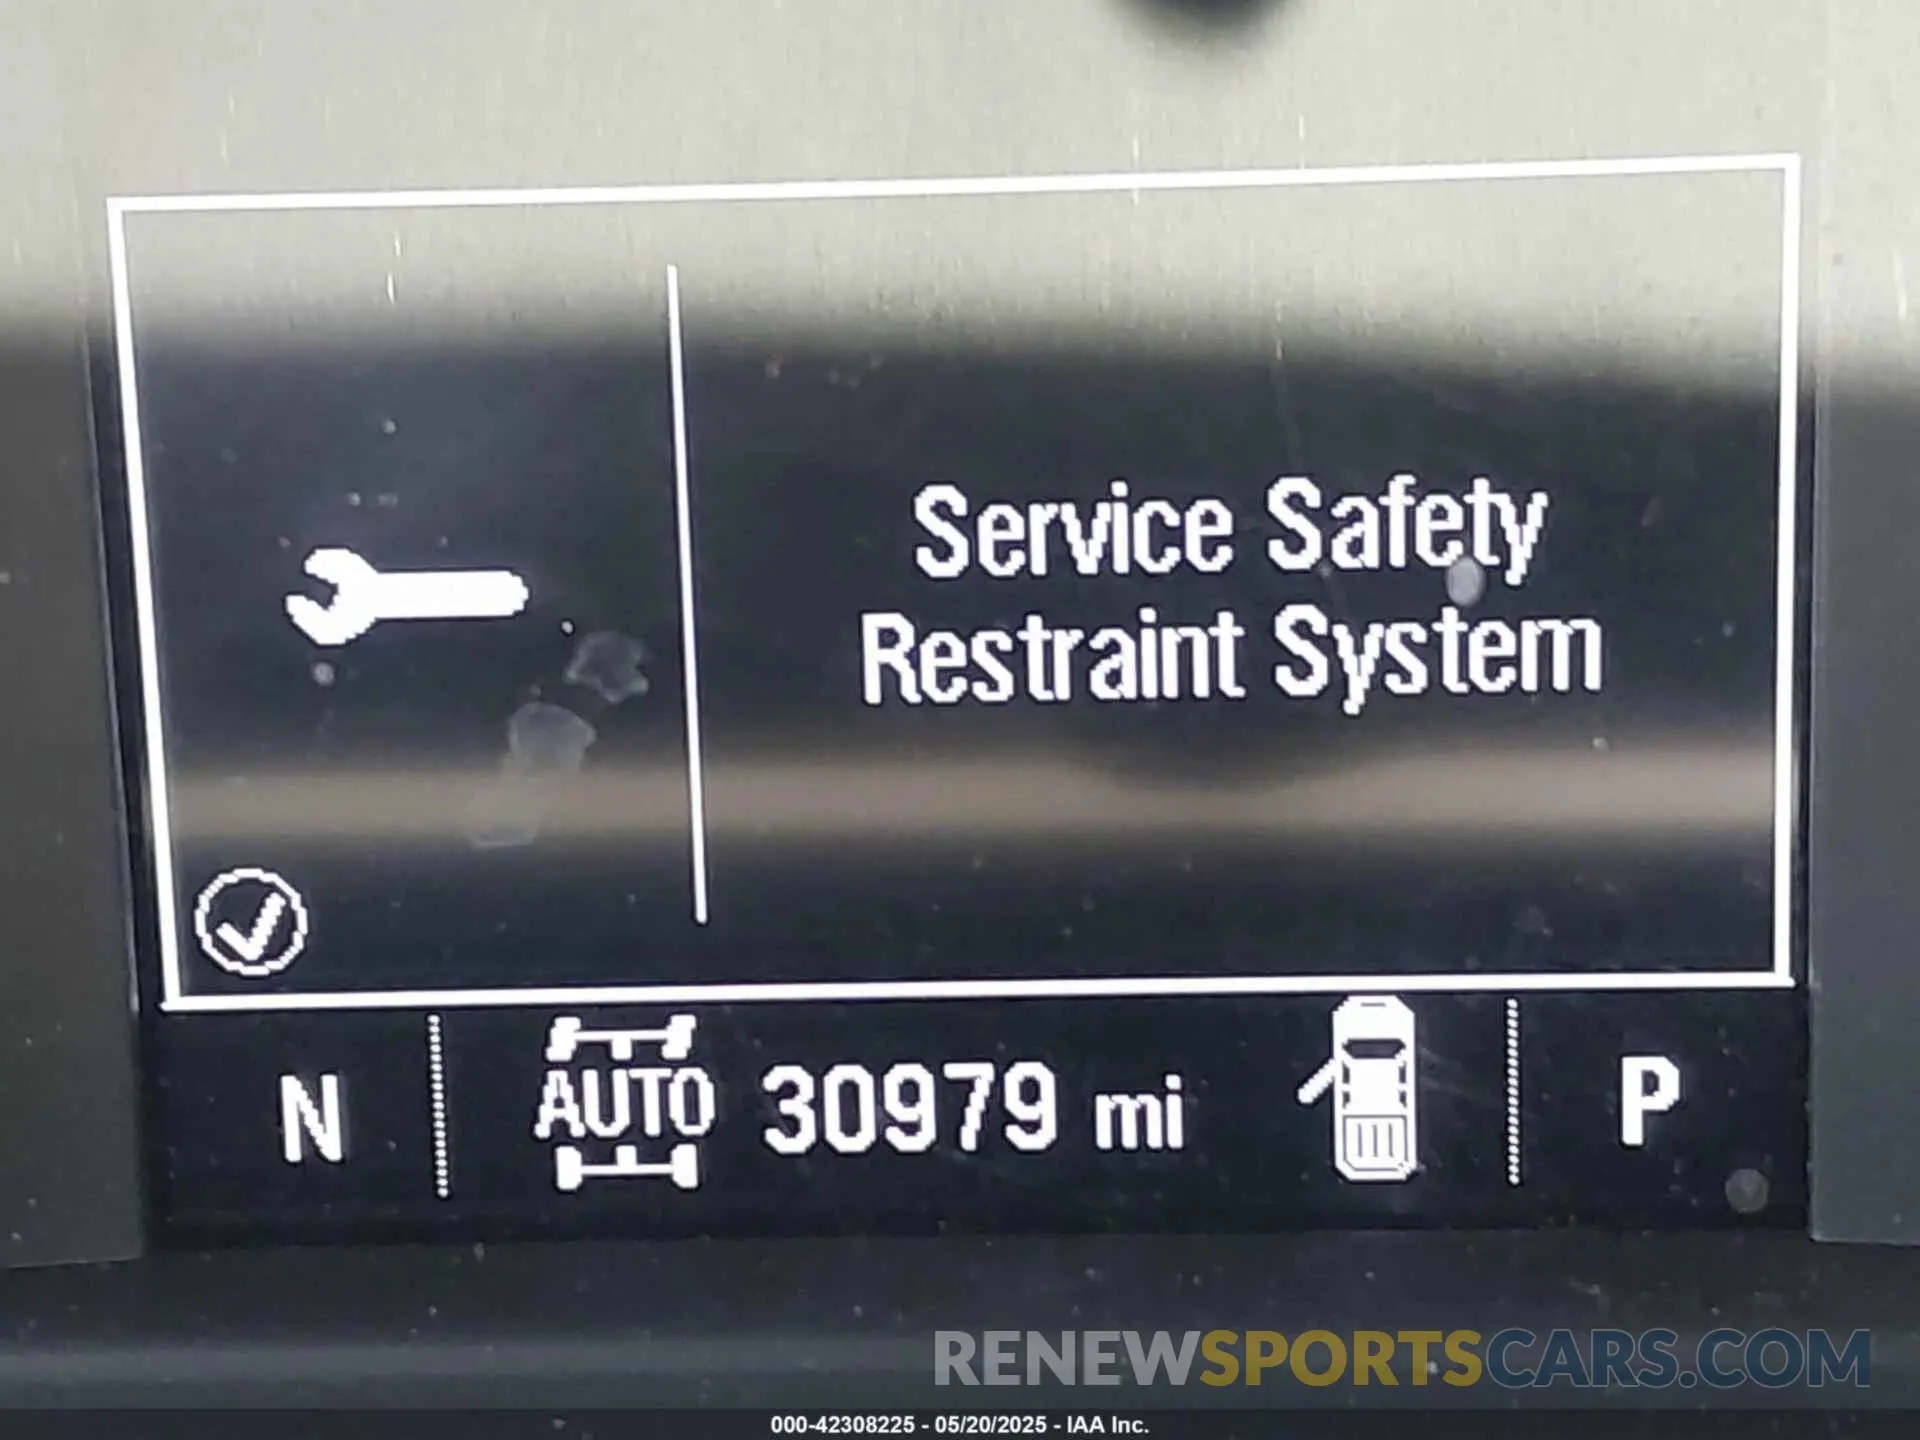 Service Safety
Restraint System
N AUTO 30979 mi P
RENEWSPORTSCARS.COM
000-42308225 - 05/20/2025 - IAA Inc.